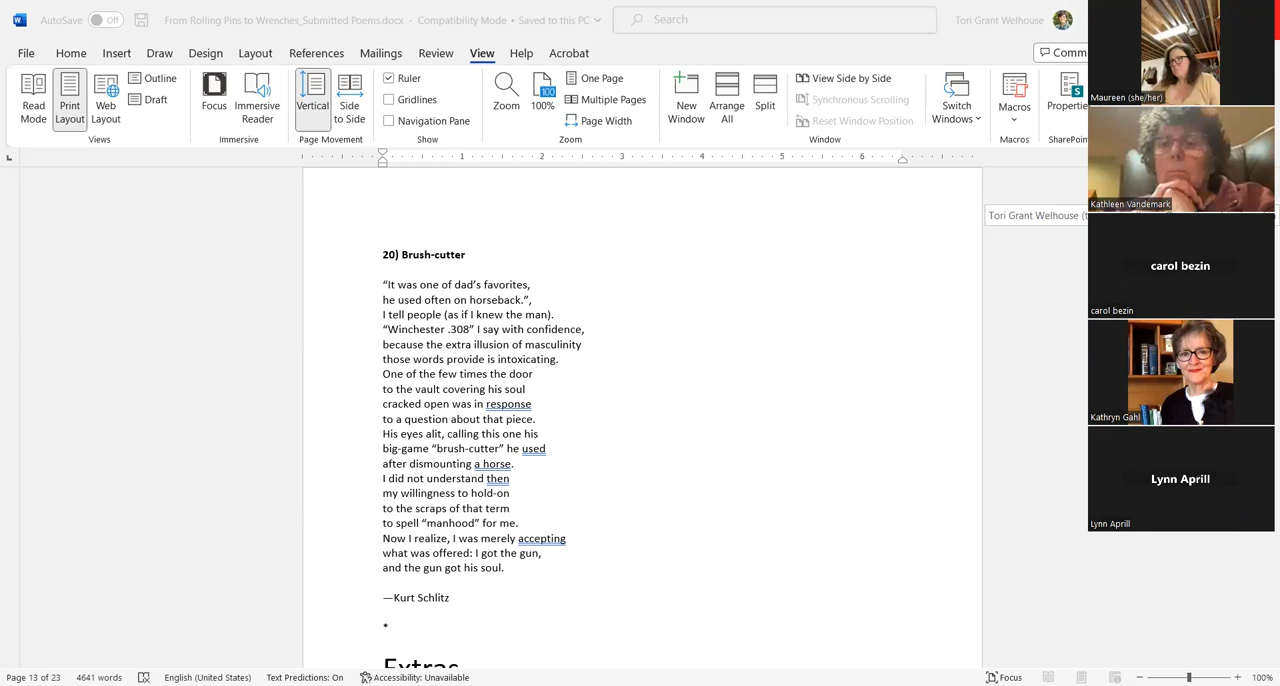 AutoSave Off From Rolling Pins to Wrenches_Submitted Poems.docx - Compatibility Mode • Saved to this PC Search Tori Grant Welhouse
File Home Insert Draw Design Layout References Mailings Review View Help Acrobat Comm
Read Mode
Print Layout
Web Layout
Outline
Draft
Views
Focus
Immersive Reader
Immersive
Vertical
Side to Side
Page Movement
Ruler
Gridlines
Navigation Pane
Show
Zoom
100
100%
One Page
Multiple Pages
Page Width
Zoom
New Window
Arrange All
Split
View Side by Side
Synchronous Scrolling
Reset Window Position
Window
Switch Windows
Macros
Macros
Properties
SharePoint
1 2 3 4 5 6
20) Brush-cutter
“It was one of dad’s favorites,
he used often on horseback.”,
I tell people (as if I knew the man).
“Winchester .308” I say with confidence,
because the extra illusion of masculinity
those words provide is intoxicating.
One of the few times the door
to the vault covering his soul
cracked open was in response
to a question about that piece.
His eyes alit, calling this one his
big-game “brush-cutter” he used
after dismounting a horse.
I did not understand then
my willingness to hold-on
to the scraps of that term
to spell “manhood” for me.
Now I realize, I was merely accepting
what was offered: I got the gun,
and the gun got his soul.
—Kurt Schlitz
*
Extras
Tori Grant Welhouse (t
Maureen (she/her)
Kathleen Vandemark
carol bezin
carol bezin
Kathryn Gahl
Lynn Aprill
Lynn Aprill
Page 13 of 23 4641 words English (United States) Text Predictions: On Accessibility: Unavailable Focus 100%